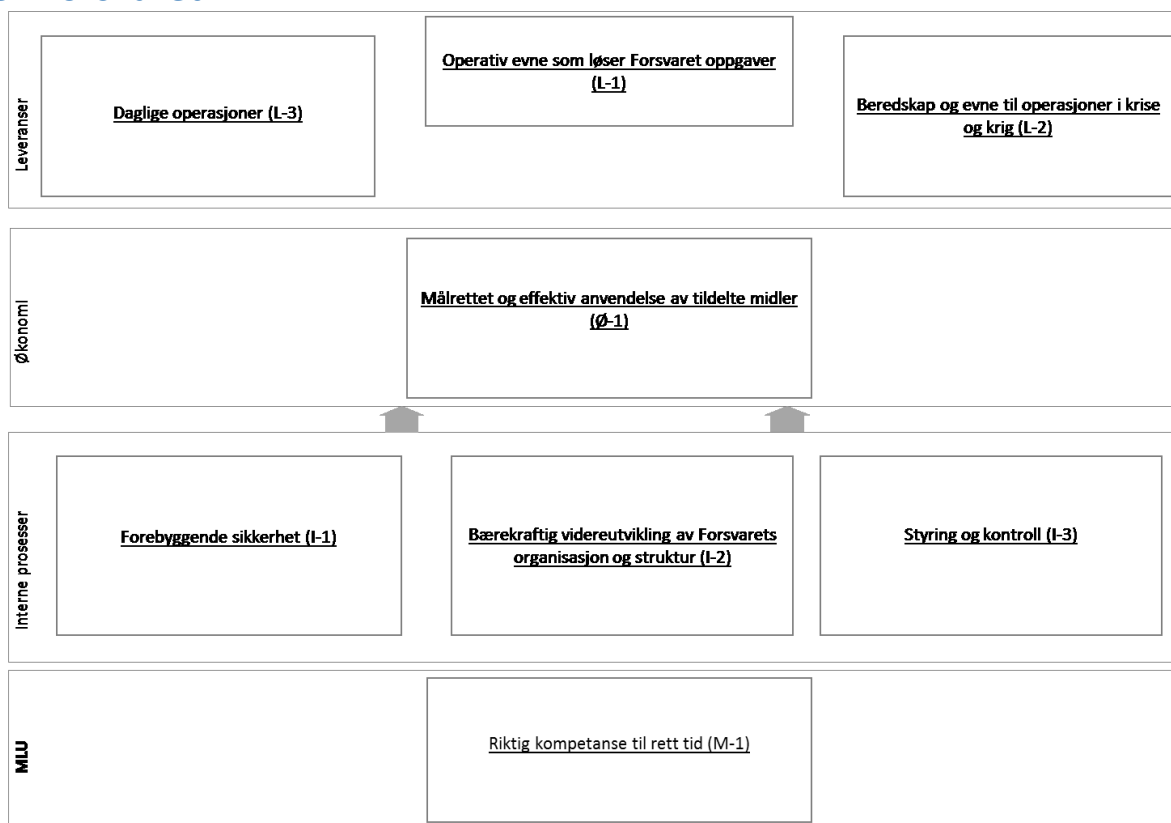 Leveranser
Daglige operasjoner (L-3)
Operativ evne som løser Forsvaret oppgaver
(L-1)
Beredskap og evne til operasjoner i krise
og krig (L-2)
Økonomi
Målrettet og effektiv anvendelse av tildelte midler
(Ø-1)
Interne prosesser
Forebyggende sikkerhet (I-1)
Bærekraftig videreutvikling av Forsvarets
organisasjon og struktur (I-2)
Styring og kontroll (I-3)
MLU
Riktig kompetanse til rett tid (M-1)